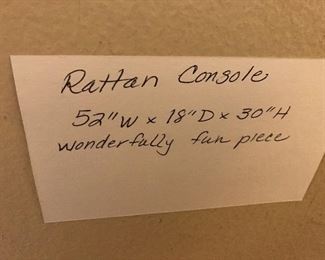 Rattan Console
52"W x 18"D x 30"H
wonderfully fun piece